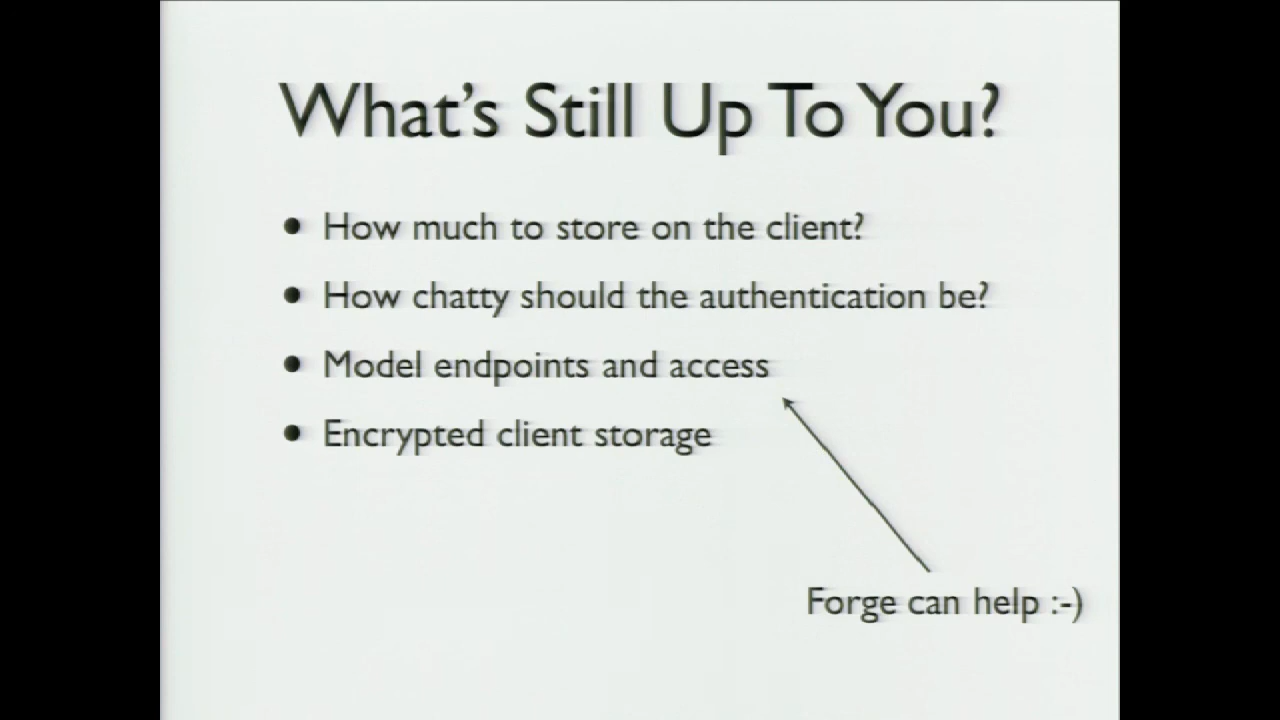 What's Still Up To You?
• How much to store on the client?
• How chatty should the authentication be?
• Model endpoints and access
• Encrypted client storage
Forge can help :-)